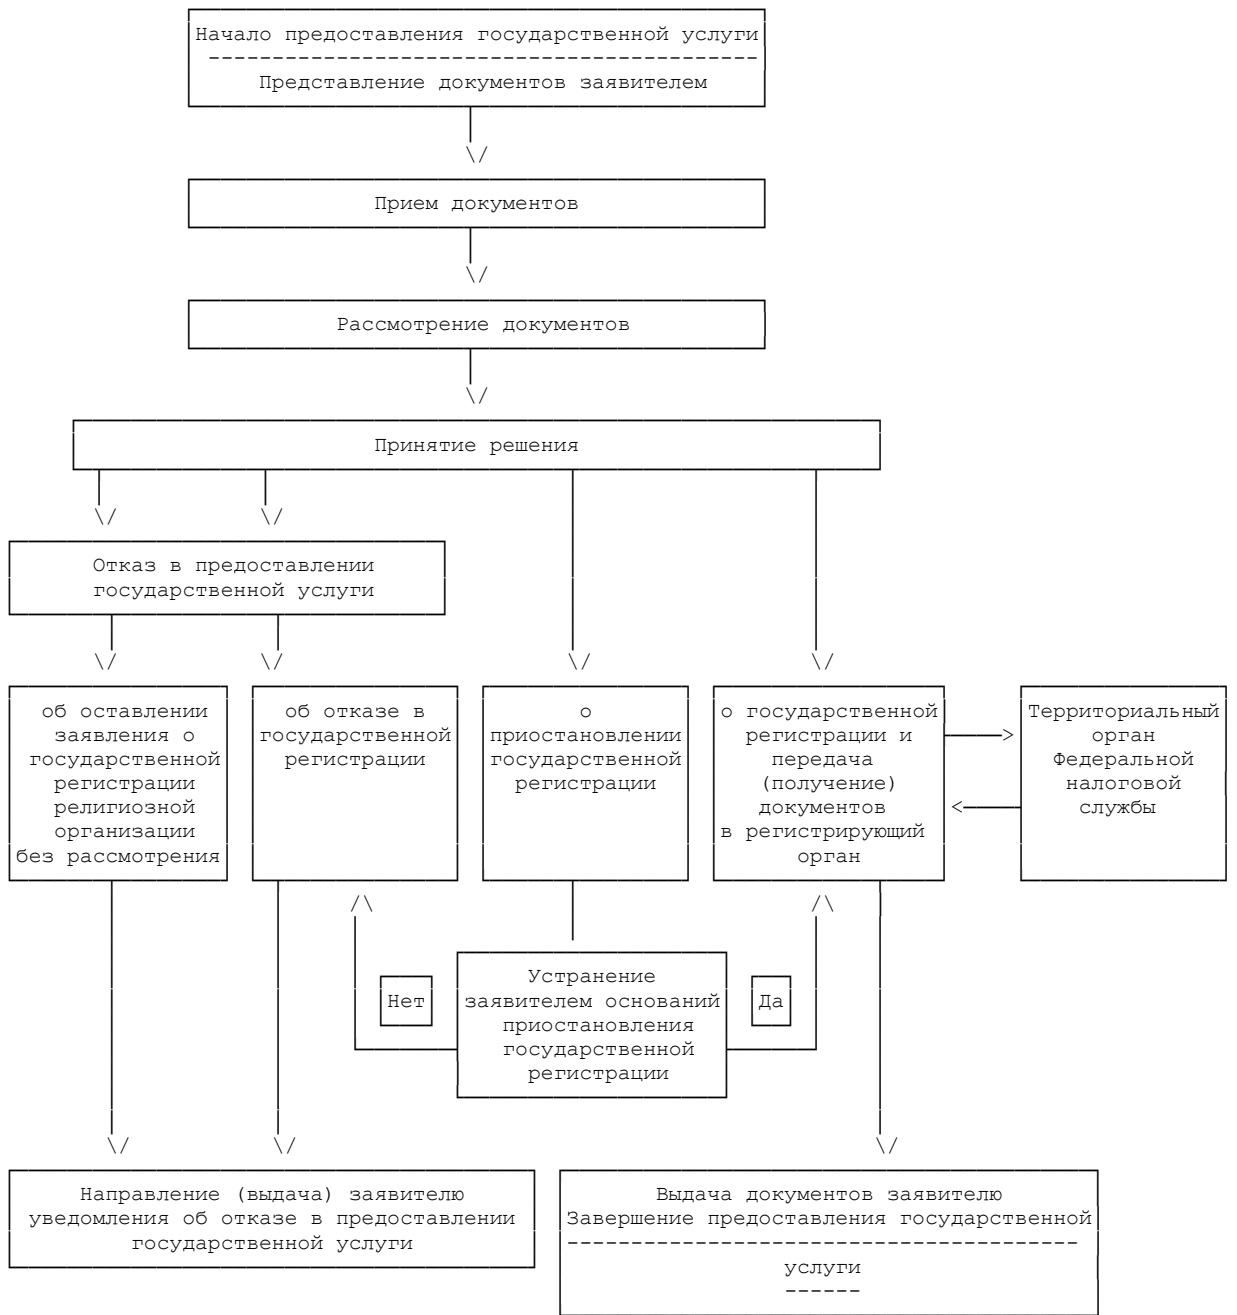 Начало предоставления государственной услуги
Представление документов заявителем
Прием документов
Рассмотрение документов
Принятие решения
Отказ в предоставлении
государственной услуги
об оставлении
заявления о
государственной
регистрации
религиозной
организации
без рассмотрения
об отказе в
государственной
регистрации
о
приостановлении
государственной
регистрации
о государственной
регистрации и
передача
(получение)
документов
в регистрирующий
орган
Территориальный
орган
Федеральной
налоговой
службы
Нет
Устранение
заявителем оснований
приостановления
государственной
регистрации
Да
Направление (выдача) заявителю
уведомления об отказе в предоставлении
государственной услуги
Выдача документов заявителю
Завершение предоставления государственной
услуги